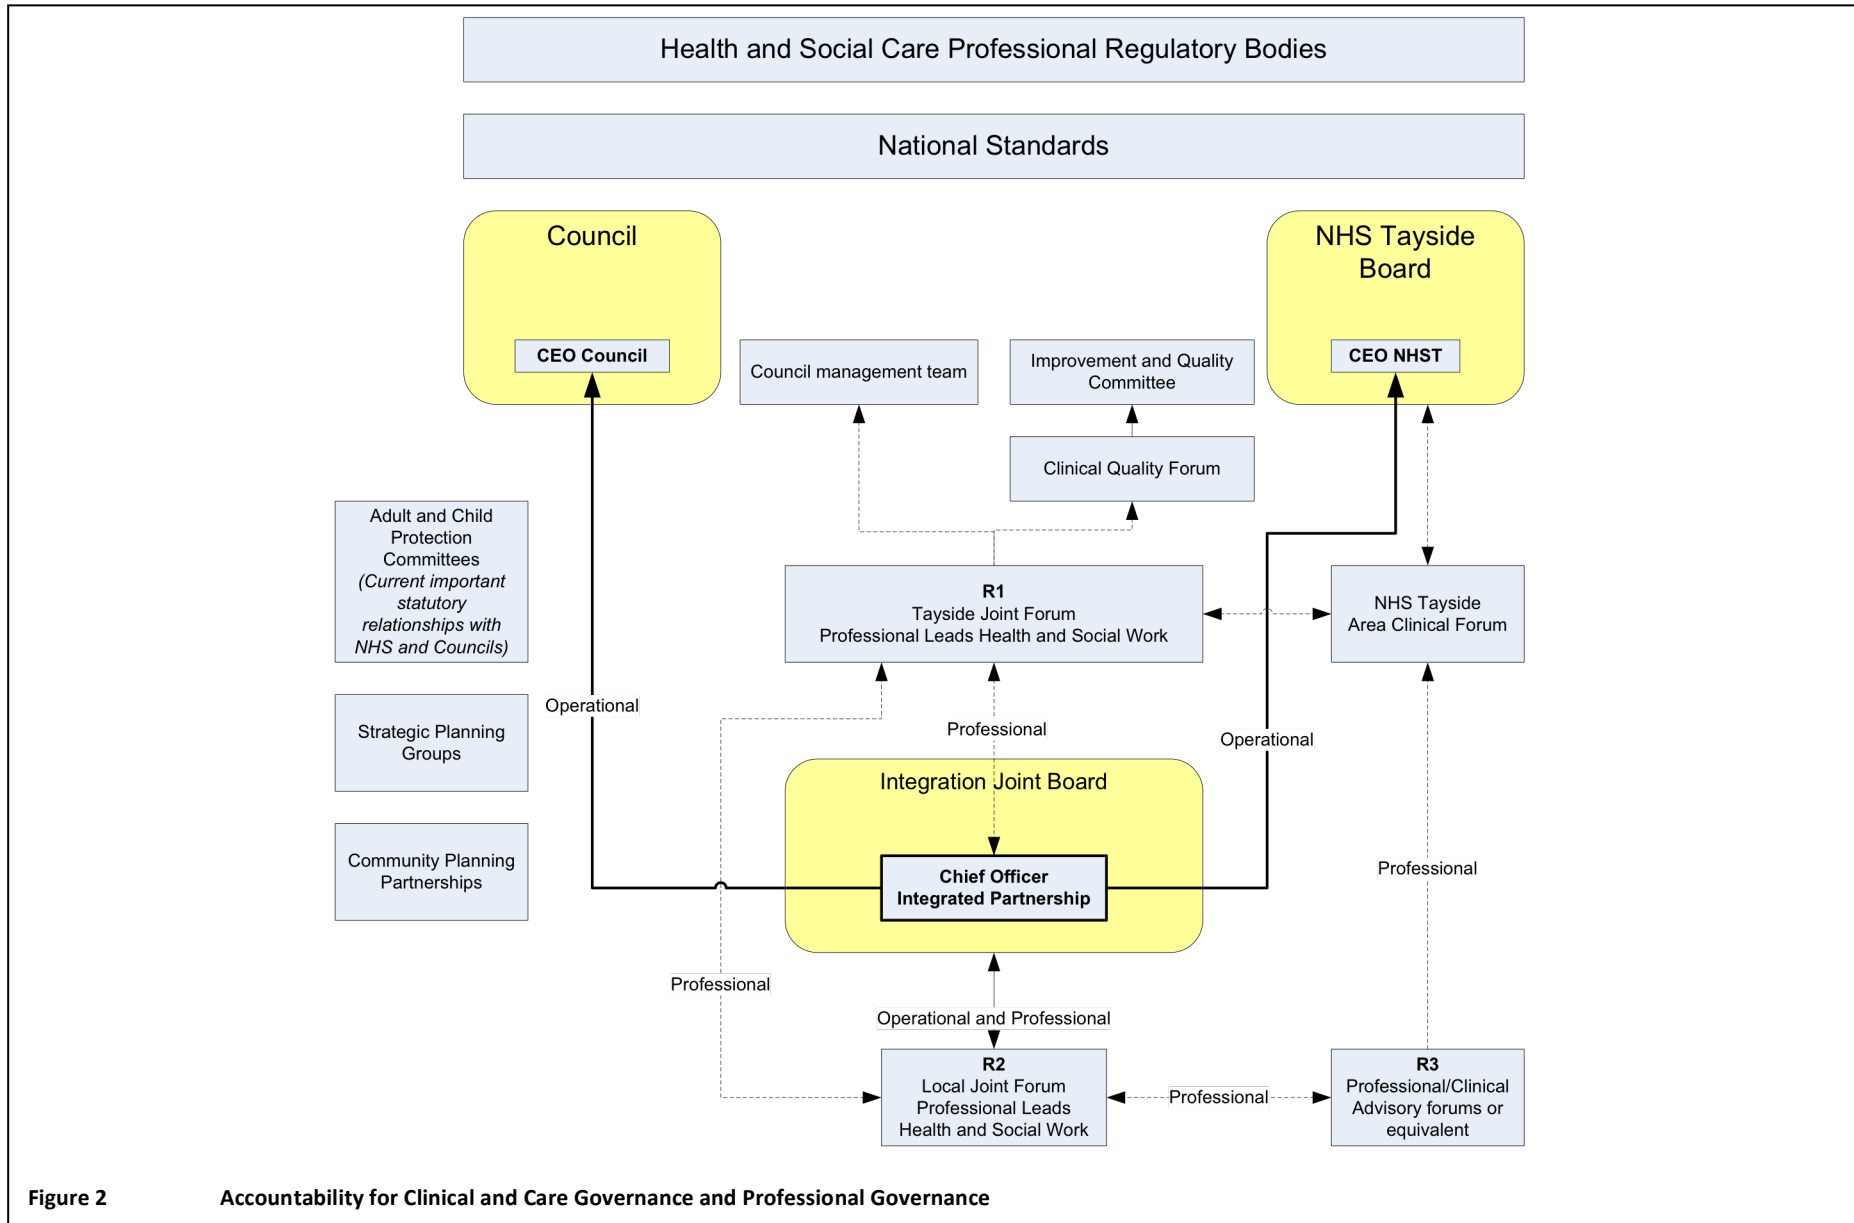 Health and Social Care Professional Regulatory Bodies
National Standards
Council
NHS Tayside
Board
CEO Council
Council management team
Improvement and Quality
Committee
CEO NHST
Clinical Quality Forum
Adult and Child
Protection
Committees
(Current important
statutory
relationships with
NHS and Councils)
R1
Tayside Joint Forum
Professional Leads Health and Social Work
NHS Tayside
Area Clinical Forum
Operational
Strategic Planning
Groups
Professional
Operational
Integration Joint Board
Community Planning
Partnerships
Chief Officer
Integrated Partnership
Professional
Professional
Operational and Professional
R2
Local Joint Forum
Professional Leads
Health and Social Work
Professional
R3
Professional/Clinical
Advisory forums or
equivalent
Figure 2 Accountability for Clinical and Care Governance and Professional Governance